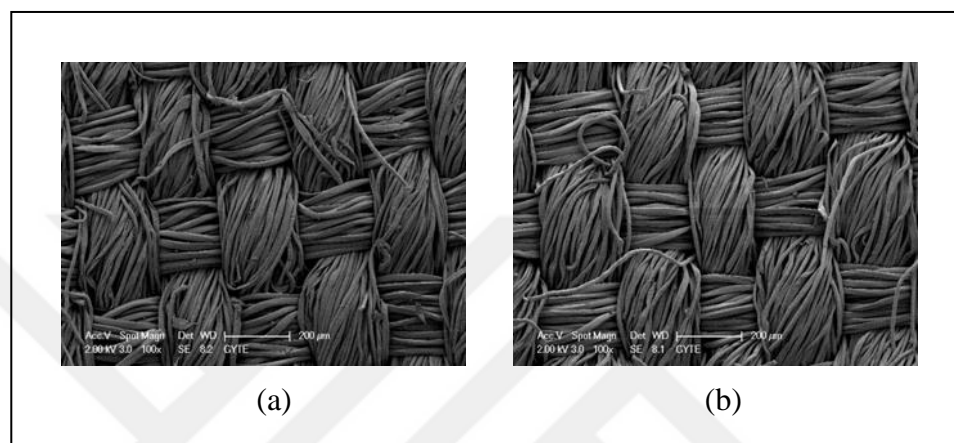 Acc.V Spot Magn Det WD 200 µm
2.00 kV 3.0 100x SE 8.2 GYTE
Acc.V Spot Magn Det WD 200 µm
2.00 kV 3.0 100x SE 8.1 GYTE
(a) (b)